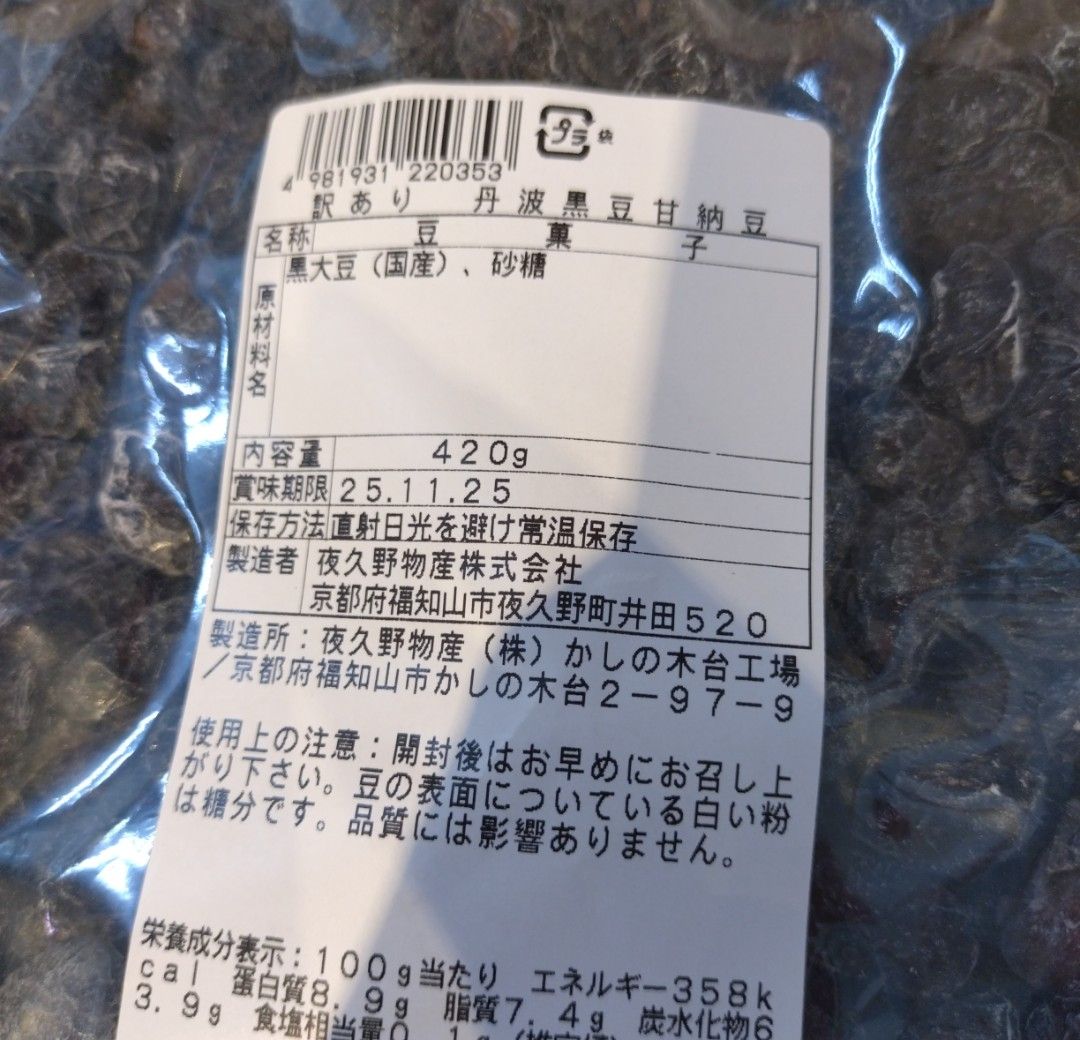 プラ 袋
4 981931 220353
訳あり 丹波黒豆甘納豆
名称 豆菓子
原材料名 黒大豆（国産）、砂糖
内容量 420g
賞味期限 25.11.25
保存方法 直射日光を避け常温保存
製造者 夜久野物産株式会社
京都府福知山市夜久野町井田520
製造所：夜久野物産（株）かしの木台工場
／京都府福知山市かしの木台2－97－9
使用上の注意：開封後はお早めにお召し上
がり下さい。豆の表面についている白い粉
は糖分です。品質には影響ありません。
栄養成分表示：100g当たり エネルギー358k
cal 蛋白質8.9g 脂質7.4g 炭水化物6
3.9g 食塩相当量0.1g